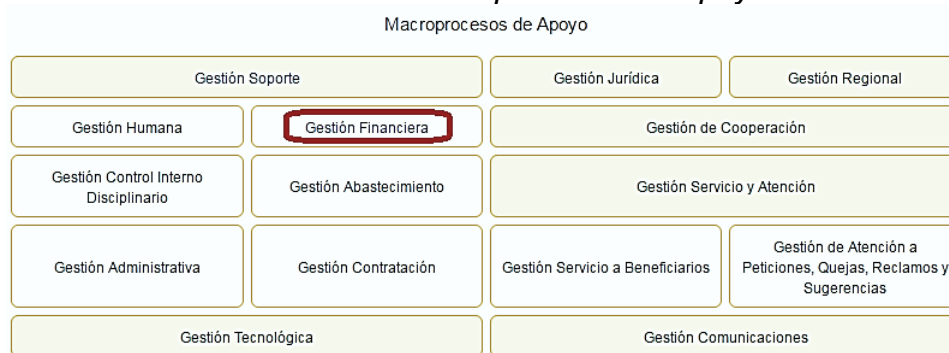 Macroprocesos de Apoyo
Gestión Soporte
Gestión Jurídica
Gestión Regional
Gestión Humana
Gestión Financiera
Gestión de Cooperación
Gestión Control Interno
Disciplinario
Gestión Abastecimiento
Gestión Servicio y Atención
Gestión Administrativa
Gestión Contratación
Gestión Servicio a Beneficiarios
Gestión de Atención a
Peticiones, Quejas, Reclamos y
Sugerencias
Gestión Tecnológica
Gestión Comunicaciones